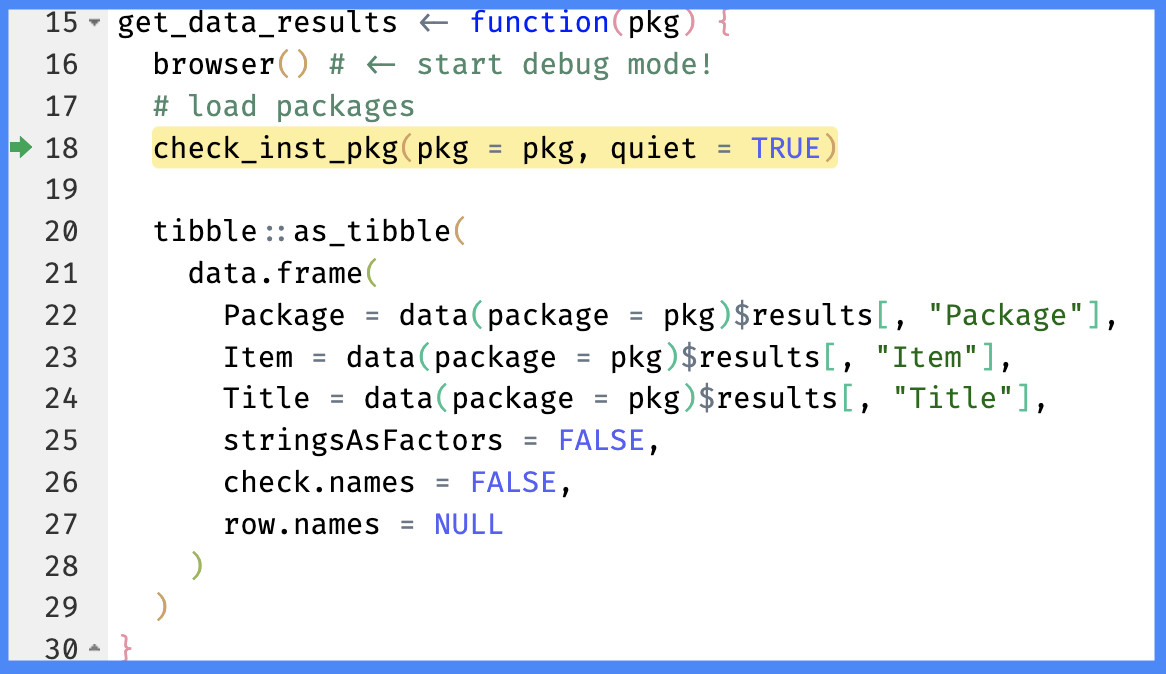 15 get_data_results <- function(pkg) {
16 browser() # <- start debug mode!
17 # load packages
18 check_inst_pkg(pkg = pkg, quiet = TRUE)
19
20 tibble::as_tibble(
21 data.frame(
22 Package = data(package = pkg)$results[, "Package"],
23 Item = data(package = pkg)$results[, "Item"],
24 Title = data(package = pkg)$results[, "Title"],
25 stringsAsFactors = FALSE,
26 check.names = FALSE,
27 row.names = NULL
28 )
29 )
30 }